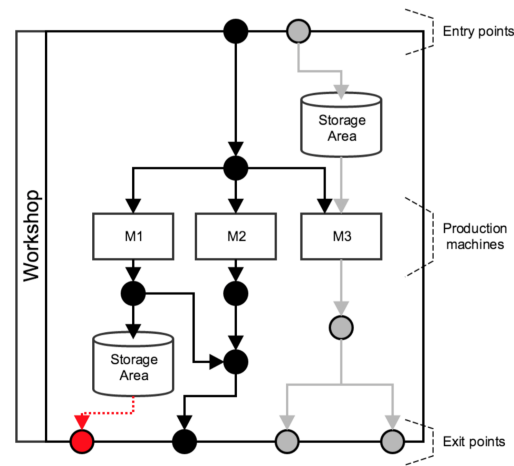 Entry points
Storage
Area
Workshop
M1
M2
M3
Production
machines
Storage
Area
Exit points